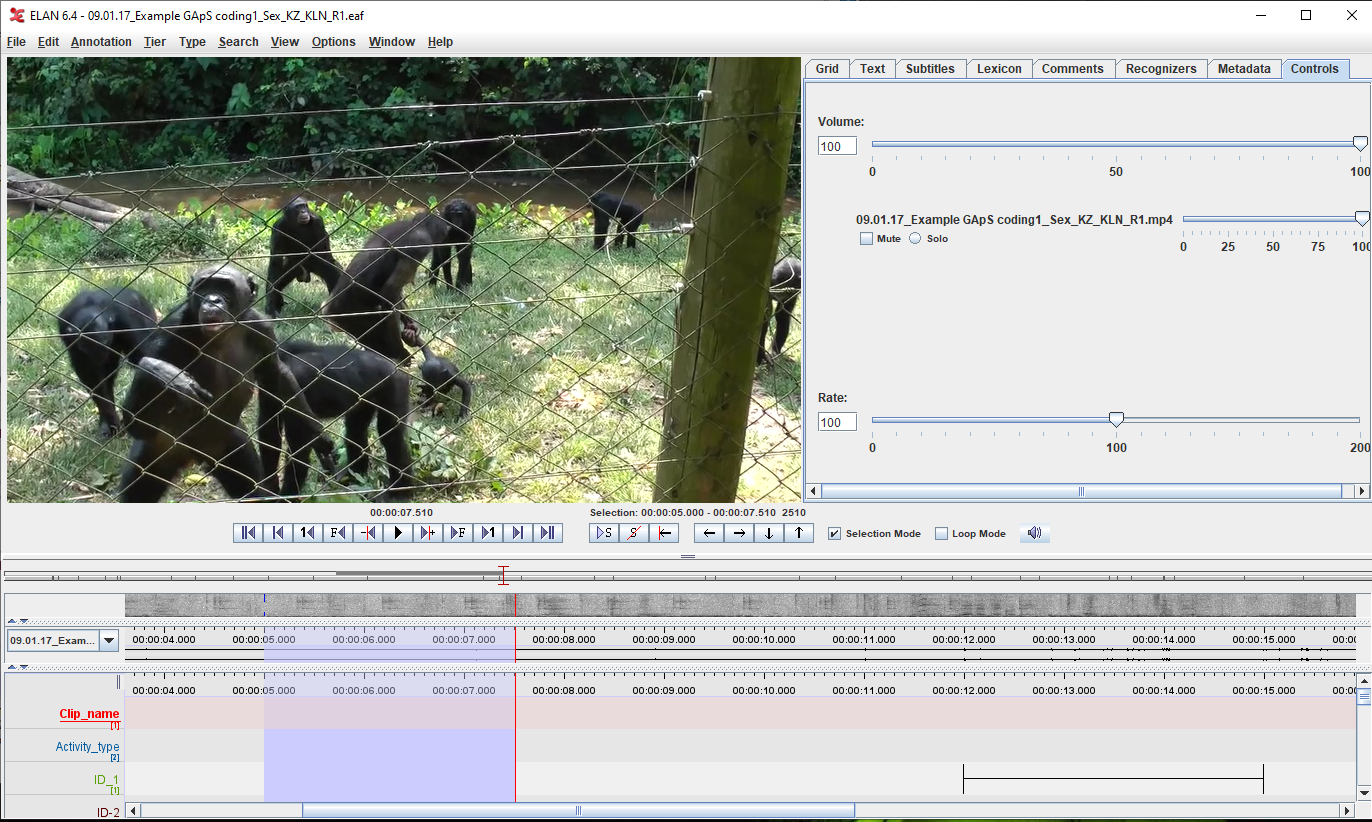 ELAN 6.4 - 09.01.17_Example GApS coding1_Sex_KZ_KLN_R1.eaf
File Edit Annotation Tier Type Search View Options Window Help
Grid Text Subtitles Lexicon Comments Recognizers Metadata Controls
Volume:
100
0 50 100
09.01.17_Example GApS coding1_Sex_KZ_KLN_R1.mp4
Mute Solo
0 25 50 75 100
Rate:
100
0 100 200
00:00:07.510
Selection: 00:00:05.000 - 00:00:07.510 2510
1 F F 1 S S
Selection Mode Loop Mode
09.01.17_Exam...
00:00:04.000 00:00:05.000 00:00:06.000 00:00:07.000 00:00:08.000 00:00:09.000 00:00:10.000 00:00:11.000 00:00:12.000 00:00:13.000 00:00:14.000 00:00:15.000 00:00
00:00:04.000 00:00:05.000 00:00:06.000 00:00:07.000 00:00:08.000 00:00:09.000 00:00:10.000 00:00:11.000 00:00:12.000 00:00:13.000 00:00:14.000 00:00:15.000 00:00
Clip_name
[1]
Activity_type
[2]
ID_1
[1]
ID-2